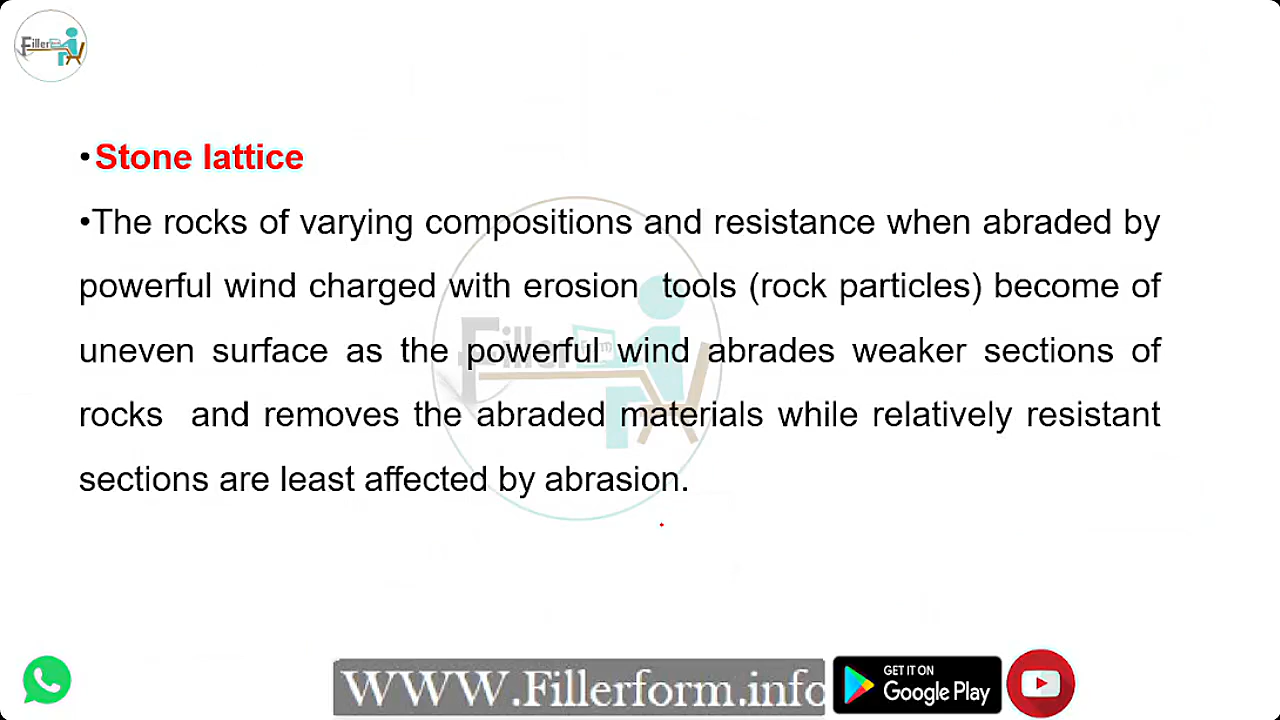 Fillerform
•Stone lattice
•The rocks of varying compositions and resistance when abraded by
powerful wind charged with erosion tools (rock particles) become of
uneven surface as the powerful wind abrades weaker sections of
rocks and removes the abraded materials while relatively resistant
sections are least affected by abrasion.
Fillerform
WWW.Fillerform.info
GET IT ON
Google Play